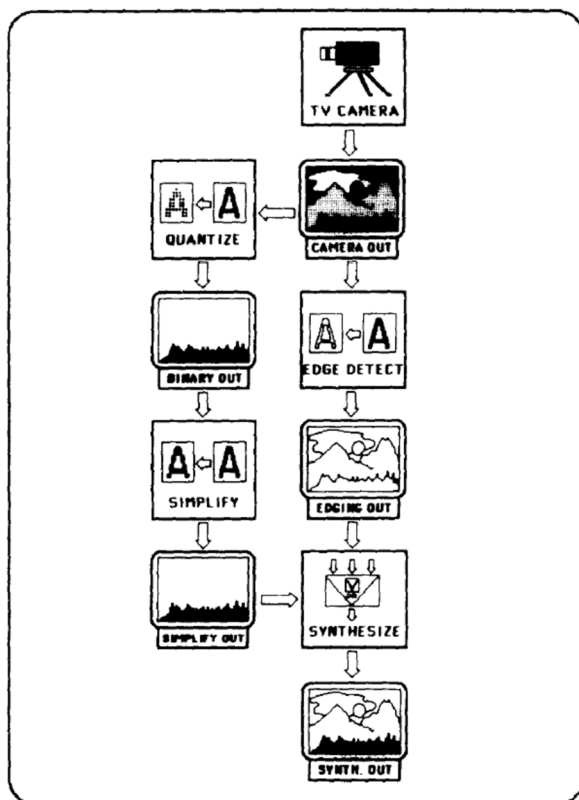 TV CAMERA
A A
QUANTIZE
CAMERA OUT
A A
BINARY OUT
EDGE DETECT
A A
SIMPLIFY
EDGING OUT
SIMPLIFY OUT
SYNTHESIZE
SYNTH. OUT